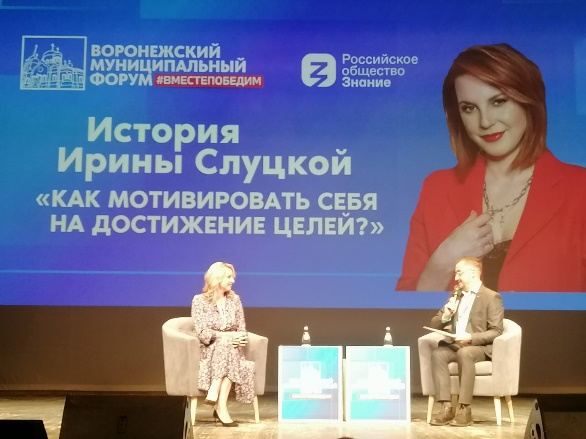 ВОРОНЕЖСКИЙ
МУНИЦИПАЛЬНЫЙ
ФОРУМ #ВМЕСТЕПОБЕДИМ
Российское
общество
Знание
История
Ирины Слуцкой
«КАК МОТИВИРОВАТЬ СЕБЯ
НА ДОСТИЖЕНИЕ ЦЕЛЕЙ?»